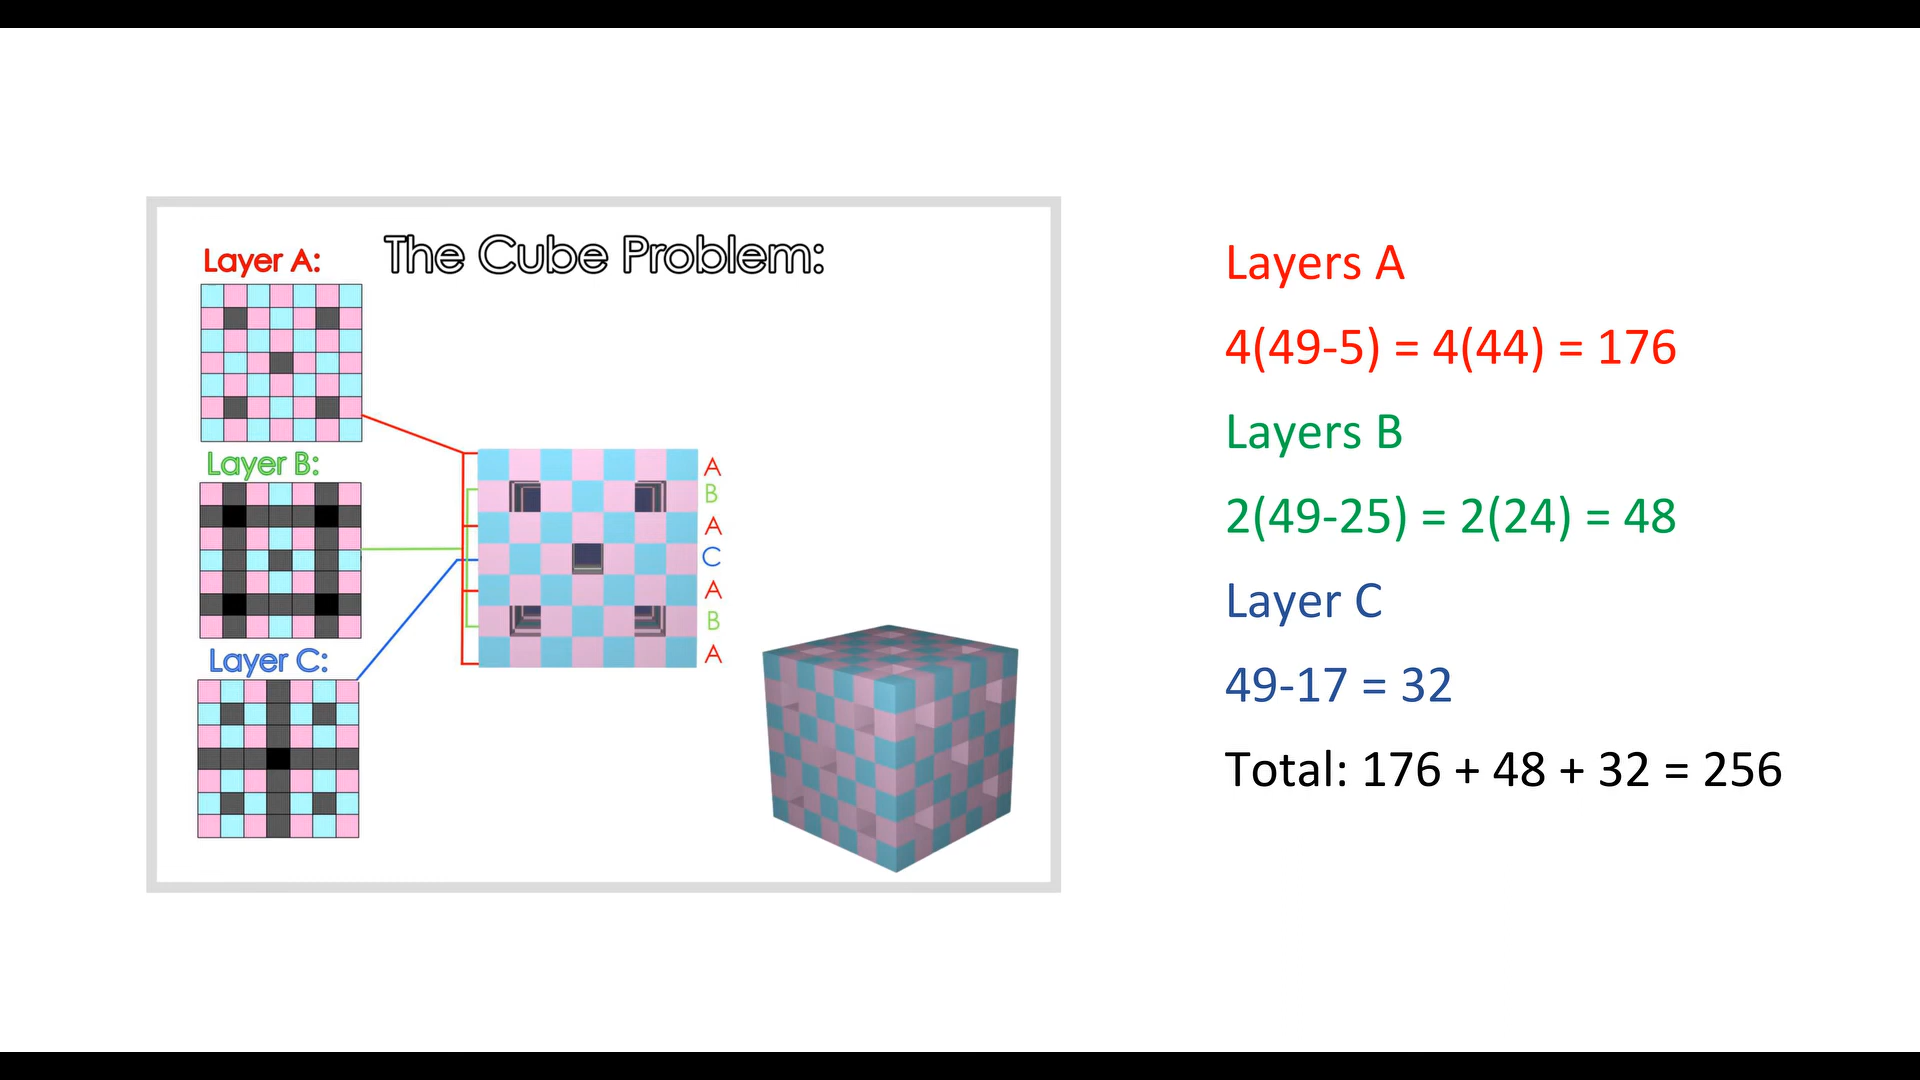 The Cube Problem:
Layer A:
Layer B:
Layer C:
A
B
A
C
A
B
A
Layers A
4(49-5) = 4(44) = 176
Layers B
2(49-25) = 2(24) = 48
Layer C
49-17 = 32
Total: 176 + 48 + 32 = 256